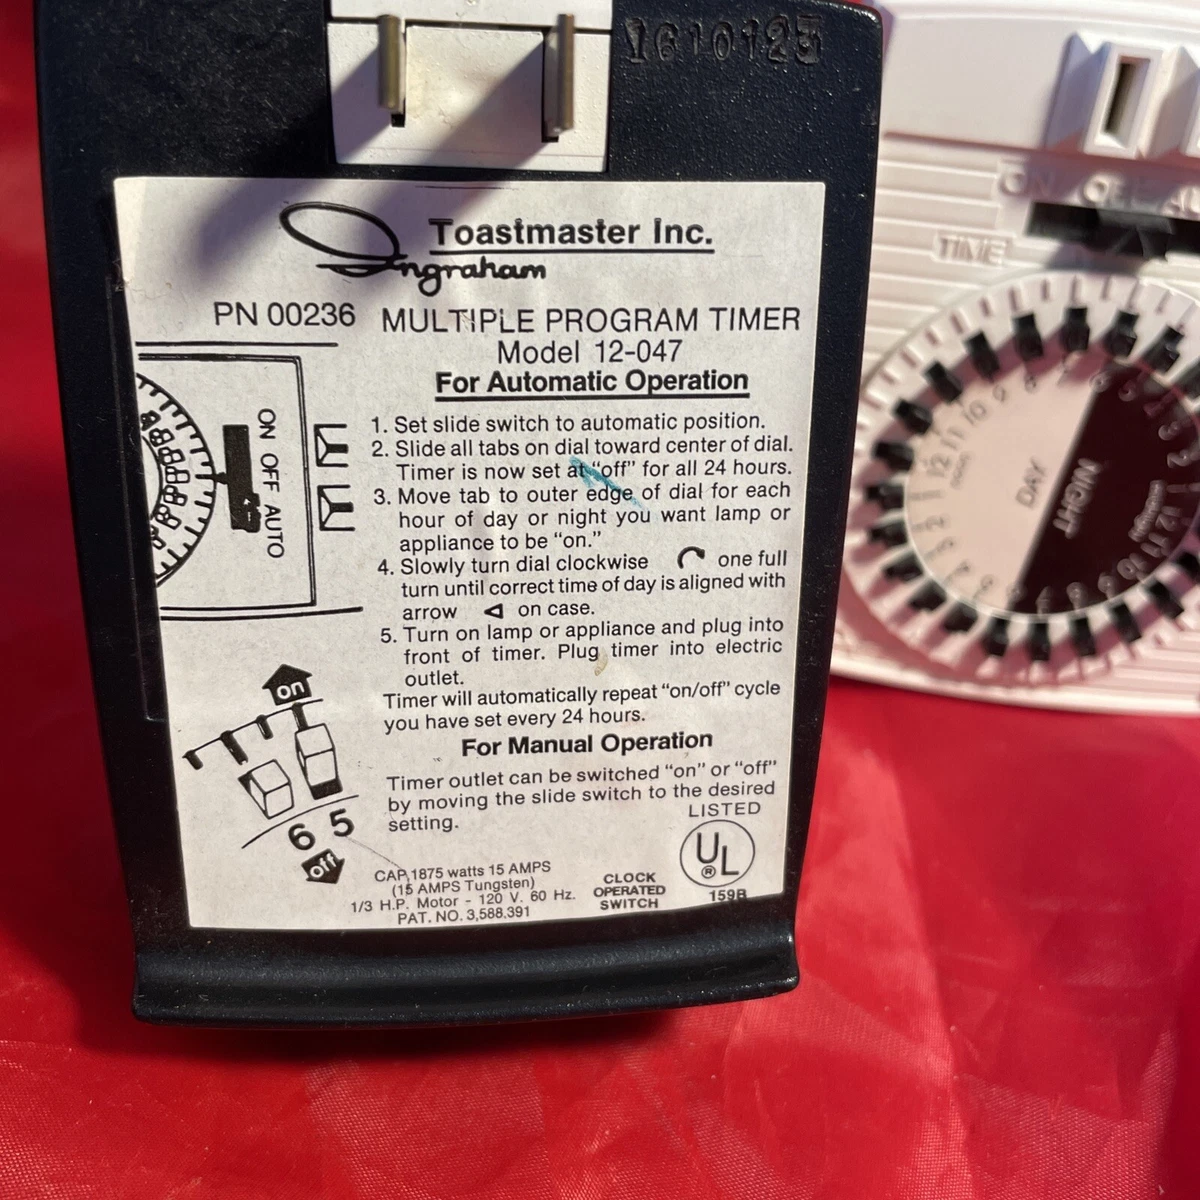 1610123
Toastmaster Inc.
Ingraham
PN 00236 MULTIPLE PROGRAM TIMER
Model 12-047
For Automatic Operation
1. Set slide switch to automatic position.
2. Slide all tabs on dial toward center of dial.
Timer is now set at "off" for all 24 hours.
3. Move tab to outer edge of dial for each
hour of day or night you want lamp or
appliance to be "on."
4. Slowly turn dial clockwise one full
turn until correct time of day is aligned with
arrow on case.
5. Turn on lamp or appliance and plug into
front of timer. Plug timer into electric
outlet.
Timer will automatically repeat "on/off" cycle
you have set every 24 hours.
For Manual Operation
Timer outlet can be switched "on" or "off"
by moving the slide switch to the desired
setting.
LISTED
UL
®
159B
CLOCK
OPERATED
SWITCH
CAP. 1875 watts 15 AMPS
(15 AMPS Tungsten)
1/3 H.P. Motor - 120 V. 60 Hz.
PAT. NO. 3,588,391
ON OFF AUTO
on
6 5
off
ON / OFF
TIME
DAY
NIGHT